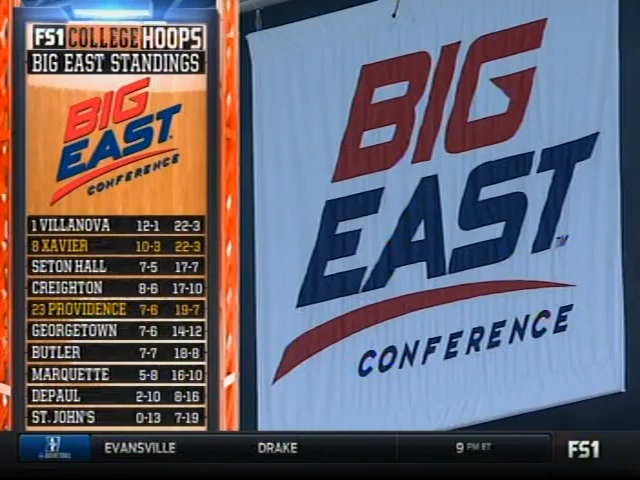 FS1 COLLEGE HOOPS
BIG EAST STANDINGS
BIG
EAST
CONFERENCE
1 VILLANOVA 12-1 22-3
8 XAVIER 10-3 22-3
SETON HALL 7-5 17-7
CREIGHTON 8-6 17-10
23 PROVIDENCE 7-6 19-7
GEORGETOWN 7-6 14-12
BUTLER 7-7 18-8
MARQUETTE 5-8 16-10
DEPAUL 2-10 8-16
ST. JOHN'S 0-13 7-19
BIG
EAST™
CONFERENCE
EVANSVILLE DRAKE 9 PM ET FS1